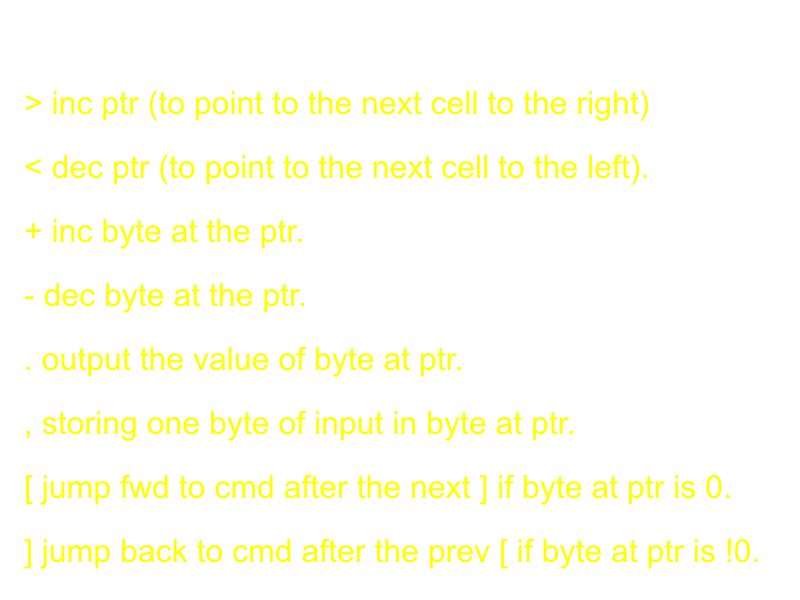 > inc ptr (to point to the next cell to the right)
< dec ptr (to point to the next cell to the left).
+ inc byte at the ptr.
- dec byte at the ptr.
. output the value of byte at ptr.
, storing one byte of input in byte at ptr.
[ jump fwd to cmd after the next ] if byte at ptr is 0.
] jump back to cmd after the prev [ if byte at ptr is !0.